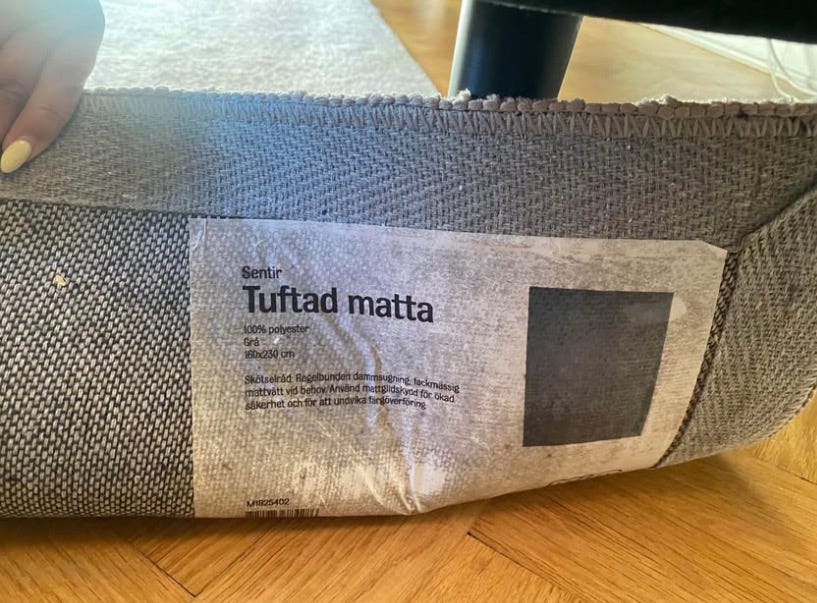 Sentir
Tuftad matta
100% polyester
Grå
160x230 cm
Skötselråd: Regelbunden dammsugning, fackmässig
mattvätt vid behov. Använd mattglidskydd för ökad
säkerhet och för att undvika färgöverföring.
M1825402